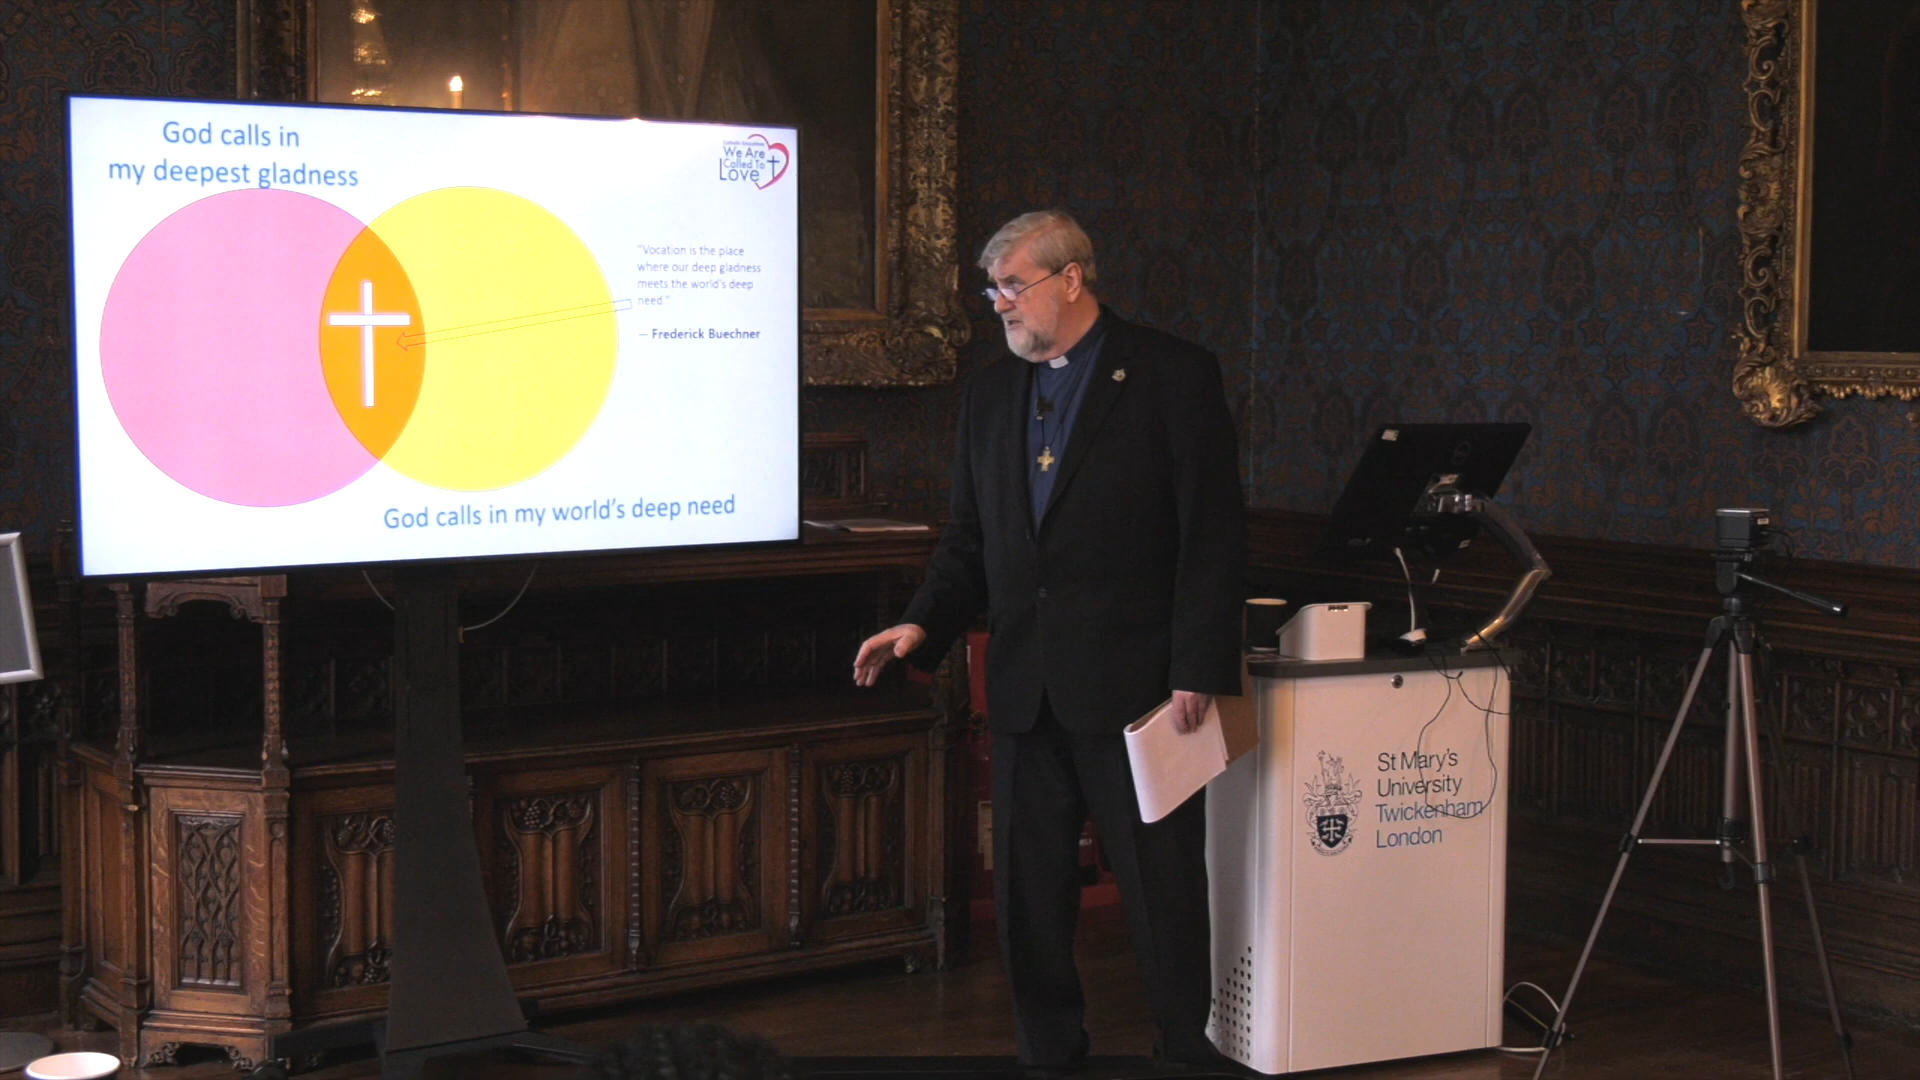 God calls in
my deepest gladness
We Are
Called To
Love
"Vocation is the place
where our deep gladness
meets the world's deep
need."
— Frederick Buechner
God calls in my world's deep need
St Mary's
University
Twickenham
London